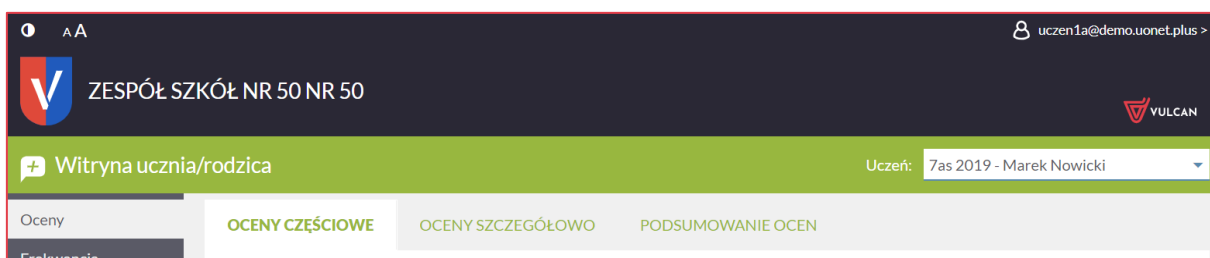 A A
uczen1a@demo.uonet.plus >
ZESPÓŁ SZKÓŁ NR 50 NR 50
VULCAN
Witryna ucznia/rodzica
Uczeń: 7as 2019 - Marek Nowicki
Oceny
OCENY CZĘŚCIOWE OCENY SZCZEGÓŁOWO PODSUMOWANIE OCEN